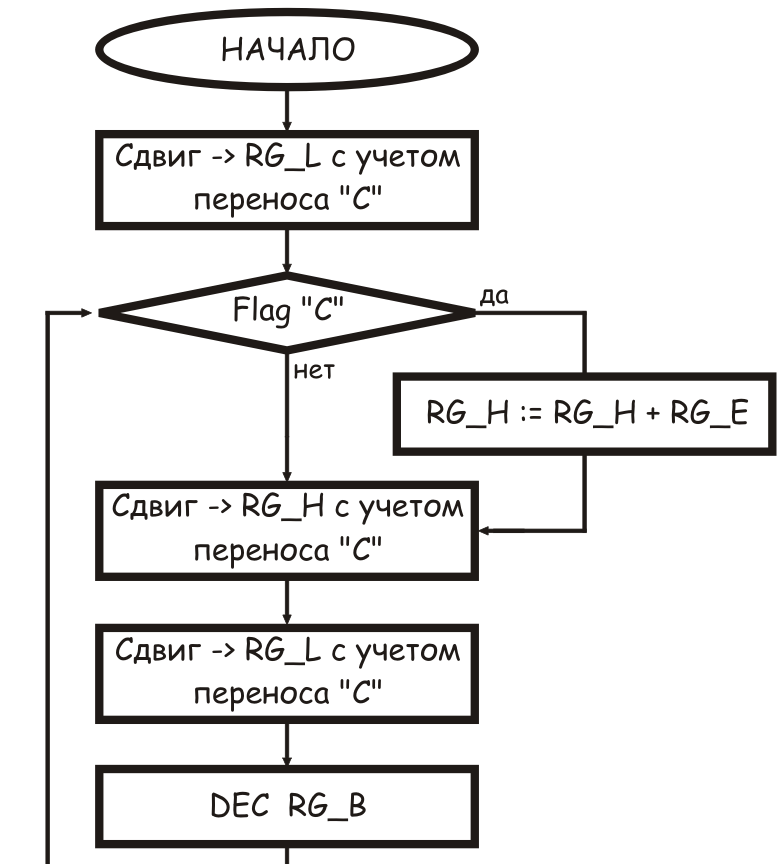 НАЧАЛО
Сдвиг -> RG_L с учетом
переноса "C"
Flag "C"
да
нет
RG_H := RG_H + RG_E
Сдвиг -> RG_H с учетом
переноса "C"
Сдвиг -> RG_L с учетом
переноса "C"
DEC RG_B